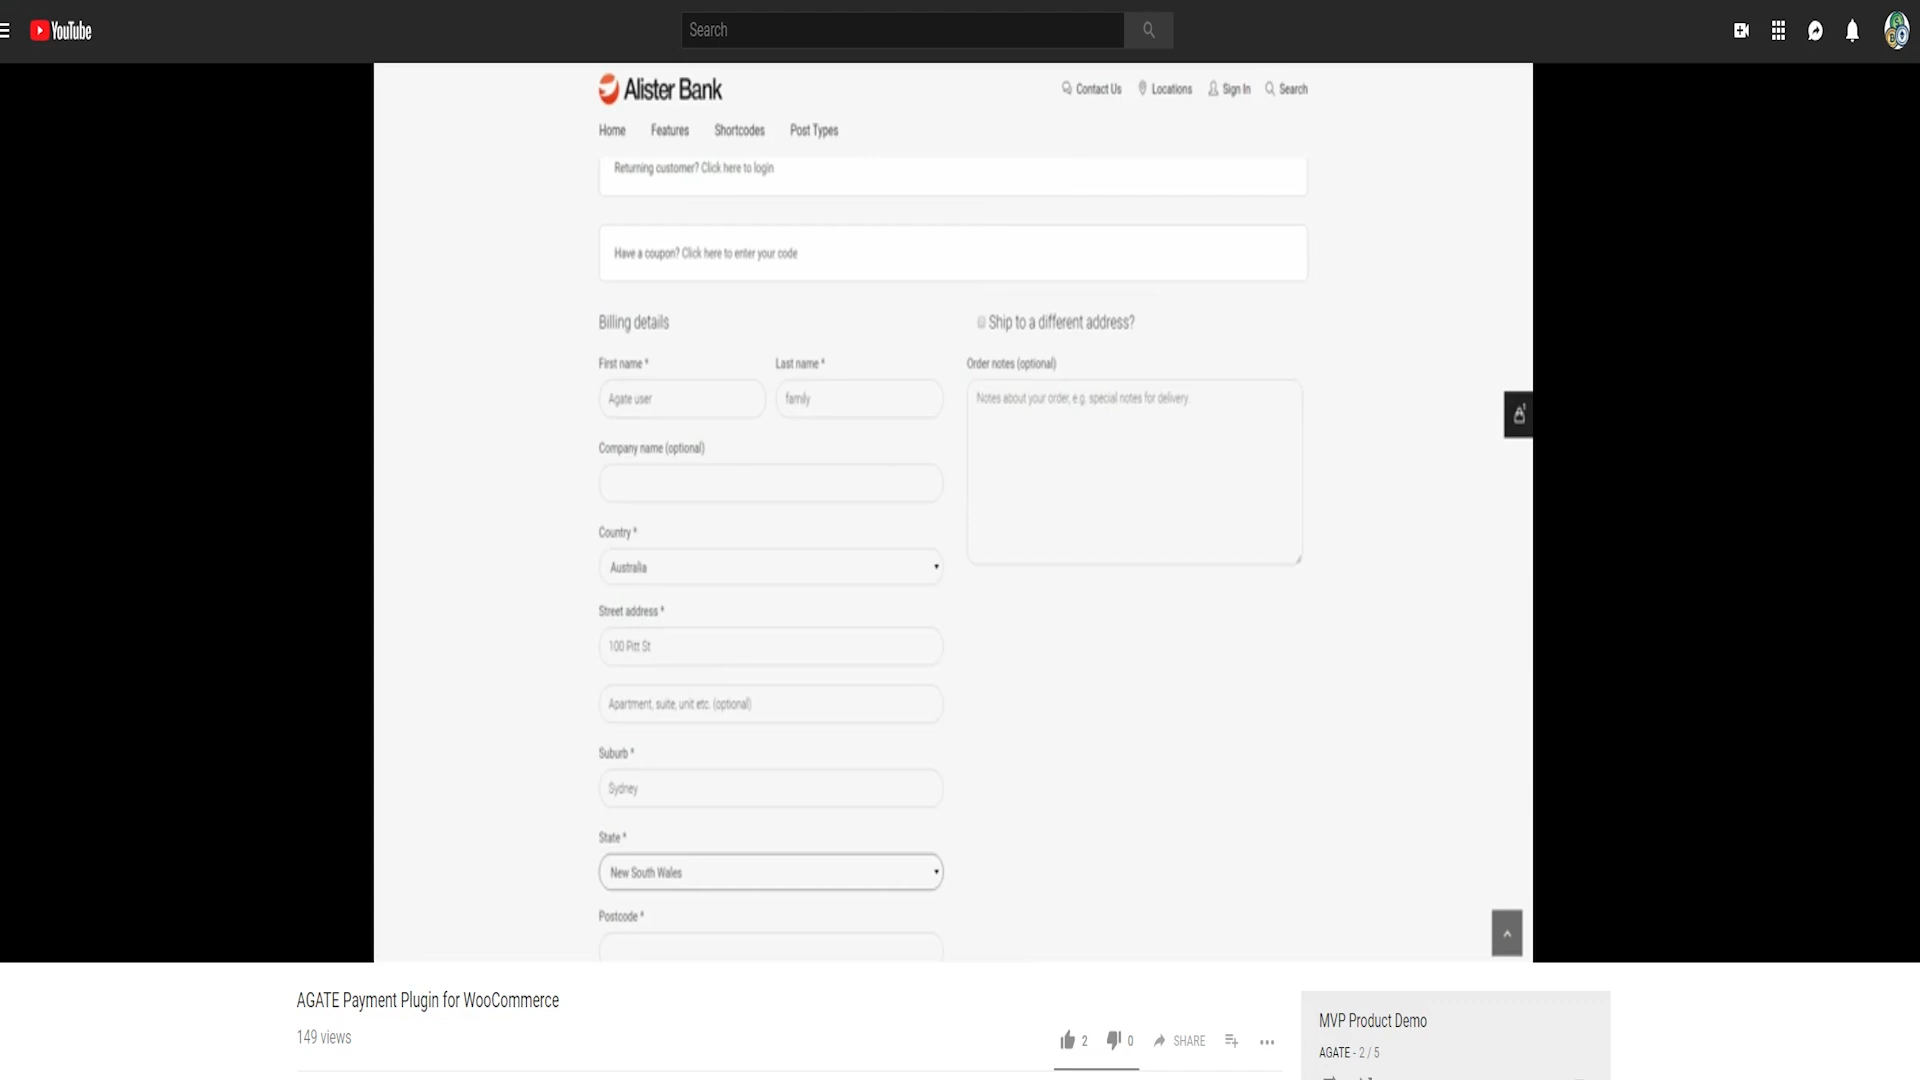 YouTube
Search
Alister Bank
Contact Us
Locations
Sign In
Search
Home
Features
Shortcodes
Post Types
Returning customer? Click here to login
Have a coupon? Click here to enter your code
Billing details
Ship to a different address?
First name *
Last name *
Order notes (optional)
Agate user
family
Notes about your order, e.g. special notes for delivery.
Company name (optional)
Country *
Australia
Street address *
100 Pitt St
Apartment, suite, unit etc. (optional)
Suburb *
Sydney
State *
New South Wales
Postcode *
AGATE Payment Plugin for WooCommerce
149 views
2
0
SHARE
MVP Product Demo
AGATE - 2 / 5